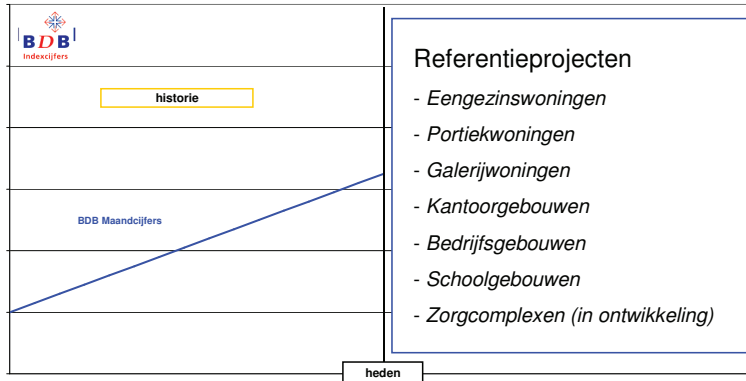 BDB
Indexcijfers
historie
BDB Maandcijfers
heden
Referentieprojecten
- Eengezinswoningen
- Portiekwoningen
- Galerijwoningen
- Kantoorgebouwen
- Bedrijfsgebouwen
- Schoolgebouwen
- Zorgcomplexen (in ontwikkeling)